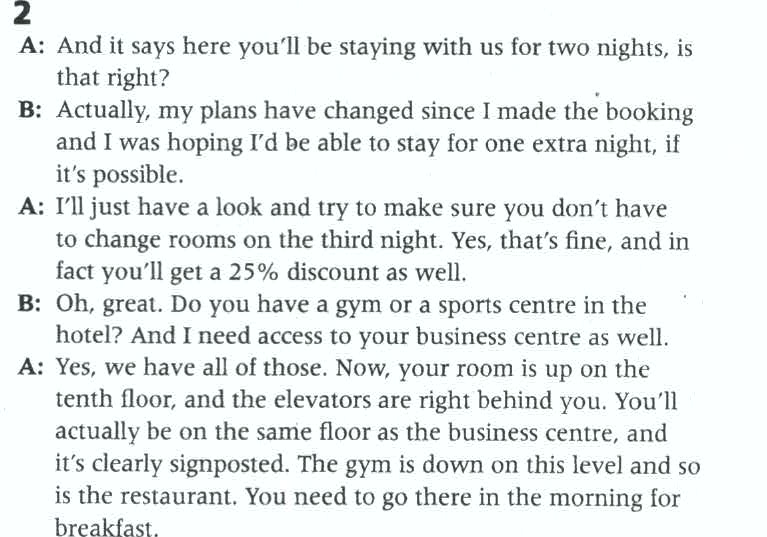 2
A: And it says here you'll be staying with us for two nights, is
that right?
B: Actually, my plans have changed since I made the booking
and I was hoping I'd be able to stay for one extra night, if
it's possible.
A: I'll just have a look and try to make sure you don't have
to change rooms on the third night. Yes, that's fine, and in
fact you'll get a 25% discount as well.
B: Oh, great. Do you have a gym or a sports centre in the
hotel? And I need access to your business centre as well.
A: Yes, we have all of those. Now, your room is up on the
tenth floor, and the elevators are right behind you. You'll
actually be on the same floor as the business centre, and
it's clearly signposted. The gym is down on this level and so
is the restaurant. You need to go there in the morning for
breakfast.